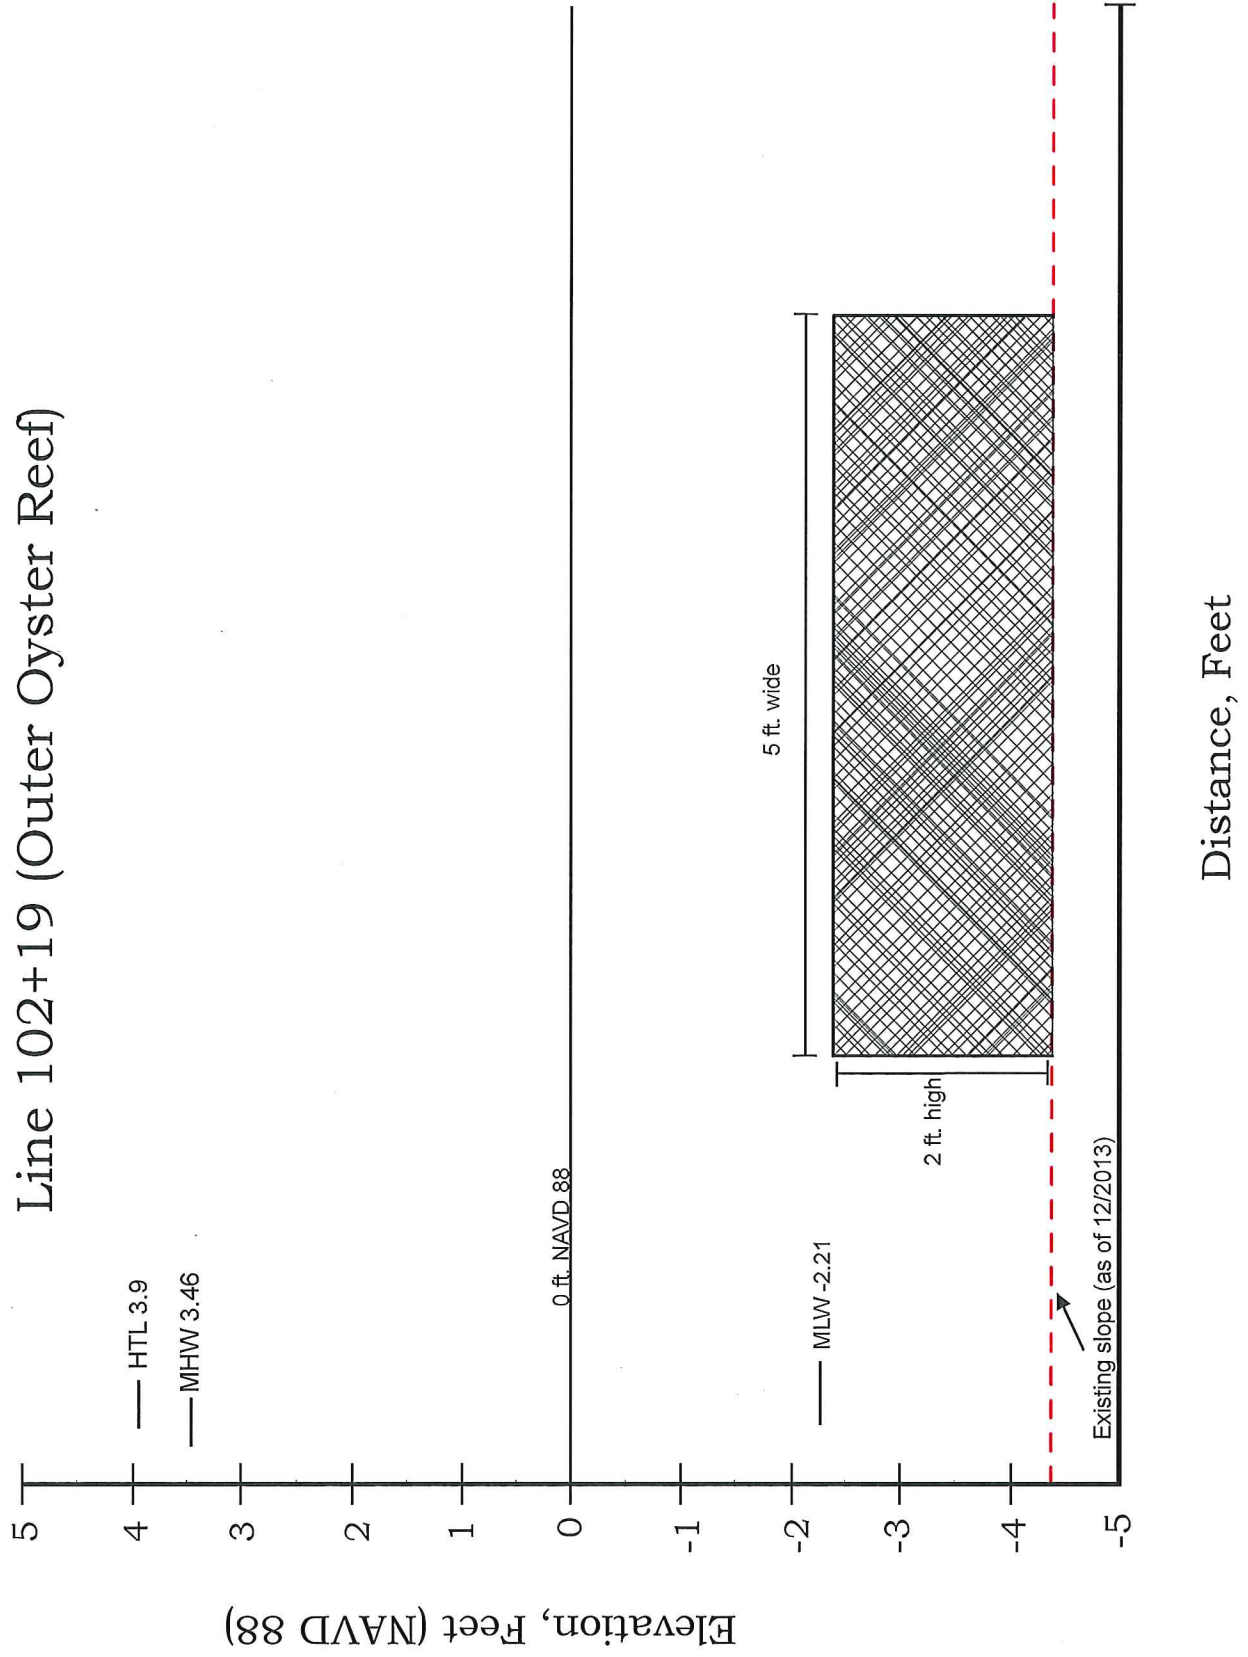 Line 102+19 (Outer Oyster Reef)
5
4
3
2
1
0
-1
-2
-3
-4
-5
Elevation, Feet (NAVD 88)
HTL 3.9
MHW 3.46
0 ft. NAVD 88
MLW -2.21
5 ft. wide
2 ft. high
Existing slope (as of 12/2013)
Distance, Feet